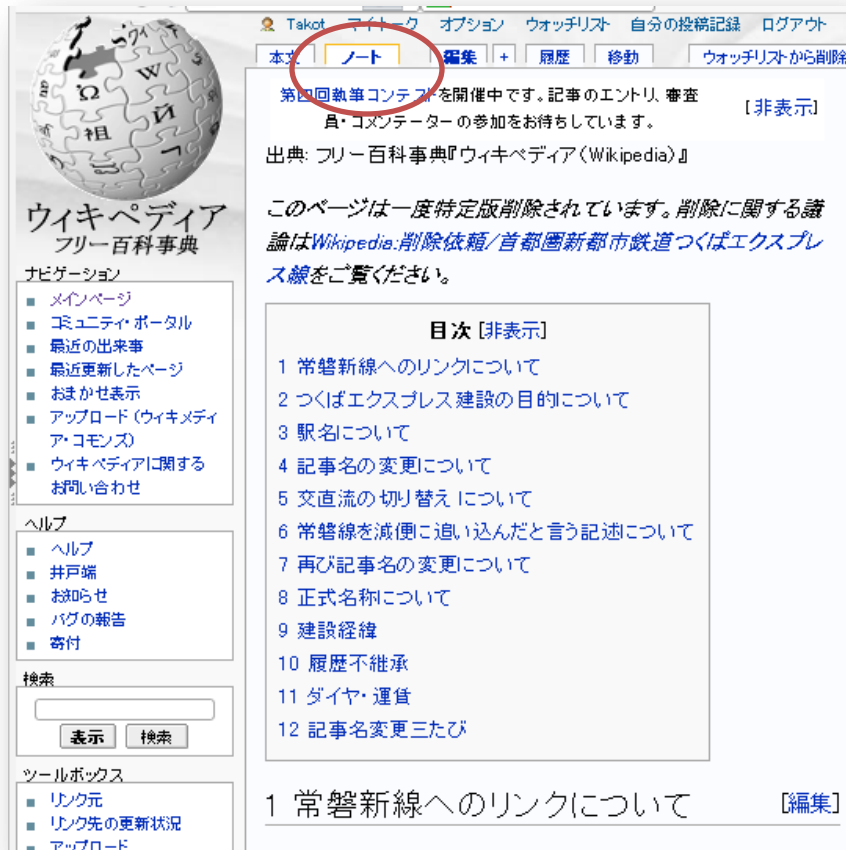 Takot マイトーク オプション ウォッチリスト 自分の投稿記録 ログアウト
本文 ノート 編集 + 履歴 移動 ウォッチリストから削除
第四回執筆コンテストを開催中です。記事のエントリ、審査
員・コメンテーターの参加をお待ちしています。
[非表示]
出典: フリー百科事典『ウィキペディア(Wikipedia)』
このページは一度特定版削除されています。削除に関する議
論はWikipedia:削除依頼/首都圏新都市鉄道つくばエクスプレ
ス線をご覧ください。
目次 [非表示]
1 常磐新線へのリンクについて
2 つくばエクスプレス建設の目的について
3 駅名について
4 記事名の変更について
5 交直流の切り替え について
6 常磐線を減便に追い込んだと言う記述について
7 再び記事名の変更について
8 正式名称について
9 建設経緯
10 履歴不継承
11 ダイヤ・運賃
12 記事名変更三たび
1 常磐新線へのリンクについて [編集]
Ω
W
И
祖
ウィキペディア
フリー百科事典
ナビゲーション
メインページ
コミュニティ・ポータル
最近の出来事
最近更新したページ
おまかせ表示
アップロード (ウィキメディ
ア・コモンズ)
ウィキペディアに関する
お問い合わせ
ヘルプ
ヘルプ
井戸端
お知らせ
バグの報告
寄付
検索
表示 検索
ツールボックス
リンク元
リンク先の更新状況
アップロード